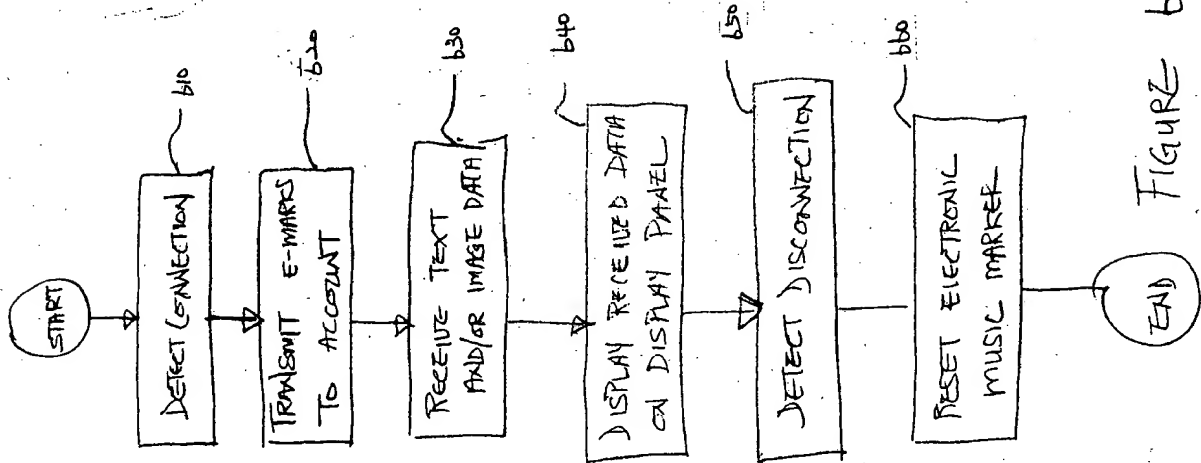 START
DETECT CONNECTION
610
TRANSMIT E-MARKS
TO ACCOUNT
620
RECEIVE TEXT
AND/OR IMAGE DATA
630
DISPLAY RECEIVED DATA
ON DISPLAY PANEL
640
DETECT DISCONNECTION
650
RESET ELECTRONIC
MUSIC MARKER
660
END
FIGURE 6